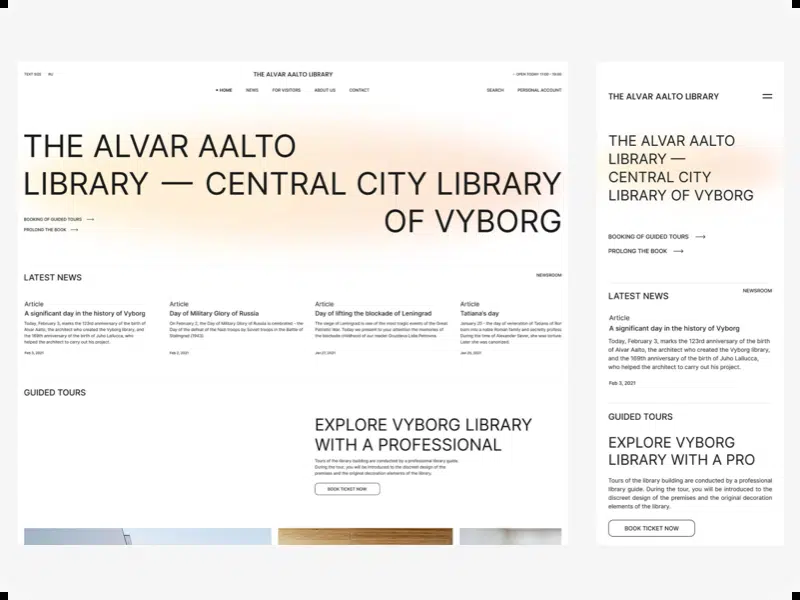 TEXT SIZE RU
THE ALVAR AALTO LIBRARY
OPEN TODAY 11:00 - 19:00
HOME NEWS FOR VISITORS ABOUT US CONTACT
SEARCH PERSONAL ACCOUNT
THE ALVAR AALTO
LIBRARY — CENTRAL CITY LIBRARY
OF VYBORG
BOOKING OF GUIDED TOURS →
PROLONG THE BOOK →
LATEST NEWS
NEWSROOM
Article
A significant day in the history of Vyborg
Today, February 3, marks the 123rd anniversary of the birth of
Alvar Aalto, the architect who created the Vyborg library, and
the 169th anniversary of the birth of Juho Lallucca, who
helped the architect to carry out his project.
Feb 3, 2021
Article
Day of Military Glory of Russia
On February 2, the Day of Military Glory of Russia is celebrated - the
Day of the defeat of the Nazi troops by Soviet troops in the Battle of
Stalingrad (1943).
Feb 2, 2021
Article
Day of lifting the blockade of Leningrad
The siege of Leningrad is one of the most tragic events of the Great
Patriotic War. Today we present to your attention the memories of
the blockade childhood of our reader
Jan 27, 2021
Article
Tatiana's day
January 25 - the day of veneration of Tatiana of Rom
born into a noble Roman family and secretly profess
During the time of Alexander Sever, she was torture
Later she was canonized.
GUIDED TOURS
EXPLORE VYBORG LIBRARY
WITH A PROFESSIONAL
Tours of the library building are conducted by a professional library guide.
During the tour, you will be introduced to the discreet design of the
premises and the original decoration elements of the library.
BOOK TICKET NOW
THE ALVAR AALTO LIBRARY
THE ALVAR AALTO
LIBRARY —
CENTRAL CITY
LIBRARY OF VYBORG
BOOKING OF GUIDED TOURS →
PROLONG THE BOOK →
NEWSROOM
LATEST NEWS
Article
A significant day in the history of Vyborg
Today, February 3, marks the 123rd anniversary of the birth
of Alvar Aalto, the architect who created the Vyborg library,
and the 169th anniversary of the birth of Juho Lallucca,
who helped the architect to carry out his project.
Feb 3, 2021
GUIDED TOURS
EXPLORE VYBORG
LIBRARY WITH A PRO
Tours of the library building are conducted by a professional
library guide. During the tour, you will be introduced to the
discreet design of the premises and the original decoration
elements of the library.
BOOK TICKET NOW